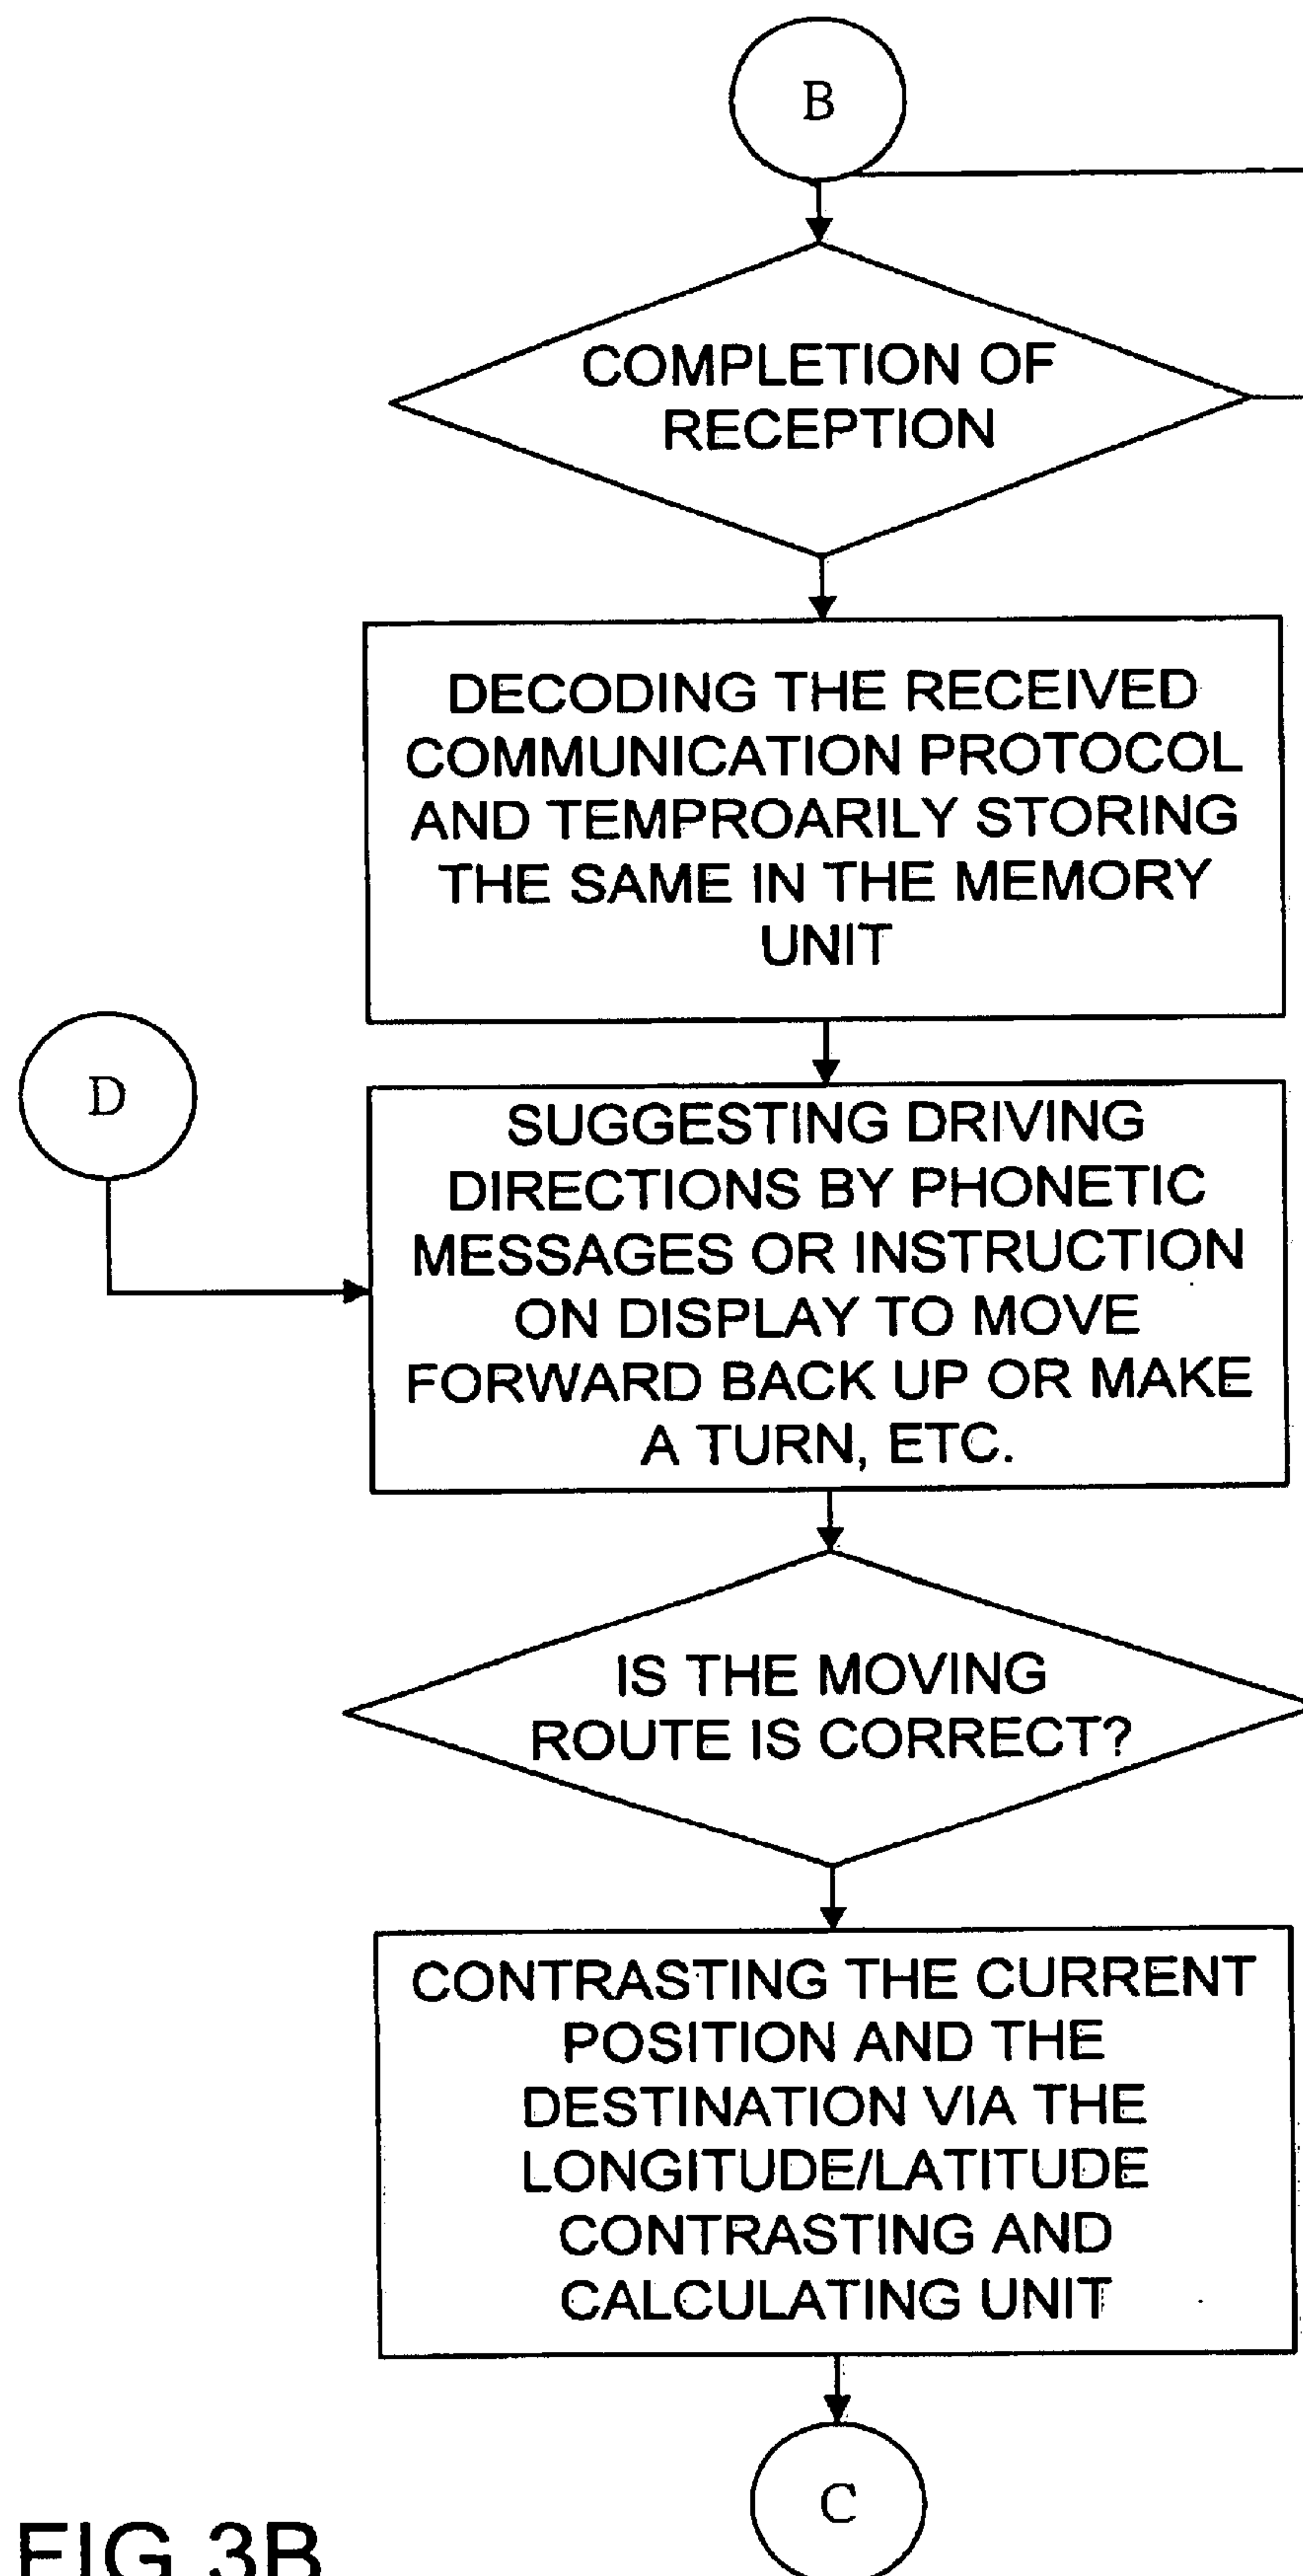 B
COMPLETION OF
RECEPTION
DECODING THE RECEIVED
COMMUNICATION PROTOCOL
AND TEMPROARILY STORING
THE SAME IN THE MEMORY
UNIT
D
SUGGESTING DRIVING
DIRECTIONS BY PHONETIC
MESSAGES OR INSTRUCTION
ON DISPLAY TO MOVE
FORWARD BACK UP OR MAKE
A TURN, ETC.
IS THE MOVING
ROUTE IS CORRECT?
CONTRASTING THE CURRENT
POSITION AND THE
DESTINATION VIA THE
LONGITUDE/LATITUDE
CONTRASTING AND
CALCULATING UNIT
C
FIG.3B